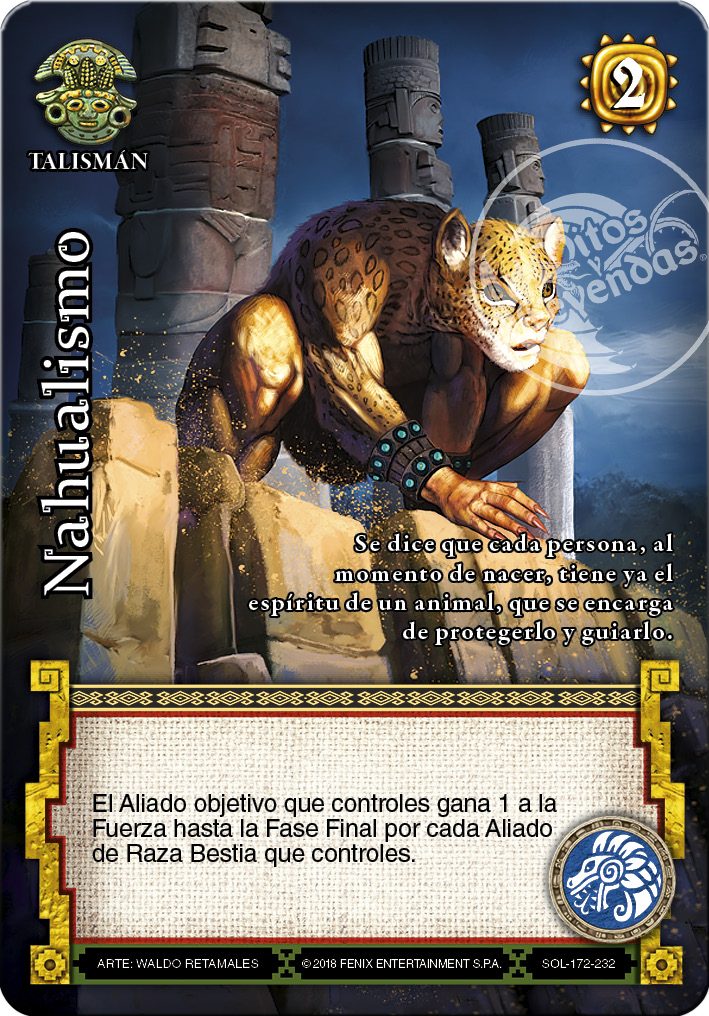 2
TALISMÁN
Mitos
y
Leyendas®
Nahualismo
Se dice que cada persona, al
momento de nacer, tiene ya el
espíritu de un animal, que se encarga
de protegerlo y guiarlo.
El Aliado objetivo que controles gana 1 a la
Fuerza hasta la Fase Final por cada Aliado
de Raza Bestia que controles.
ARTE: WALDO RETAMALES
©2018 FENIX ENTERTAINMENT S.P.A.
SOL-172-232